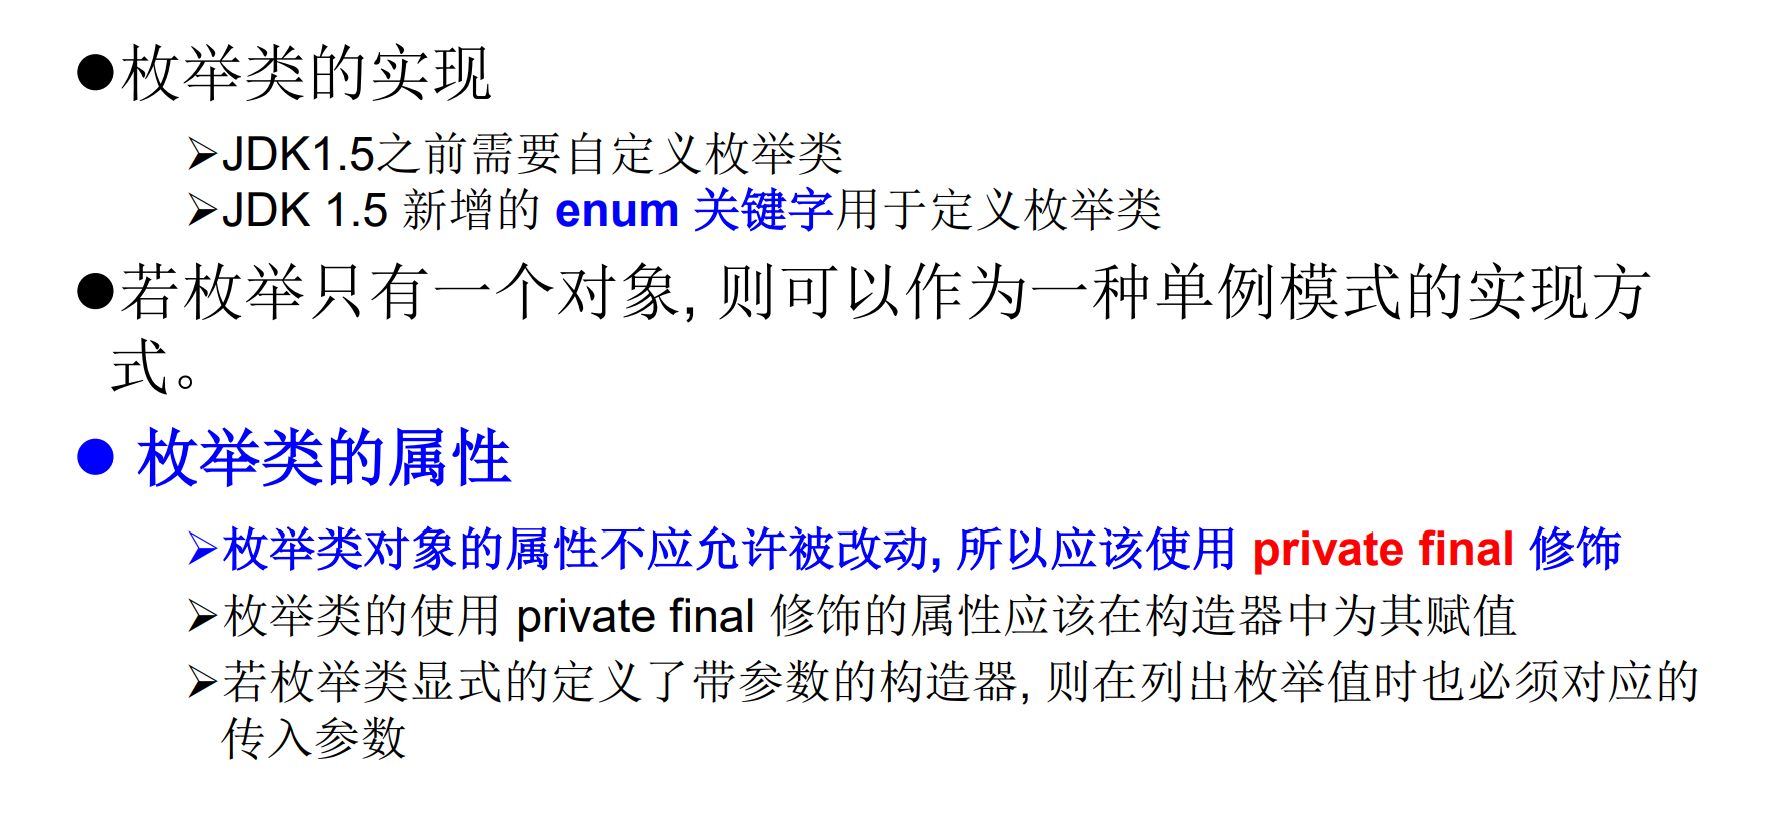 ●枚举类的实现
➢JDK1.5之前需要自定义枚举类
➢JDK 1.5 新增的 enum 关键字用于定义枚举类
●若枚举只有一个对象, 则可以作为一种单例模式的实现方
式。
● 枚举类的属性
➢枚举类对象的属性不应允许被改动, 所以应该使用 private final 修饰
➢枚举类的使用 private final 修饰的属性应该在构造器中为其赋值
➢若枚举类显式的定义了带参数的构造器, 则在列出枚举值时也必须对应的
传入参数